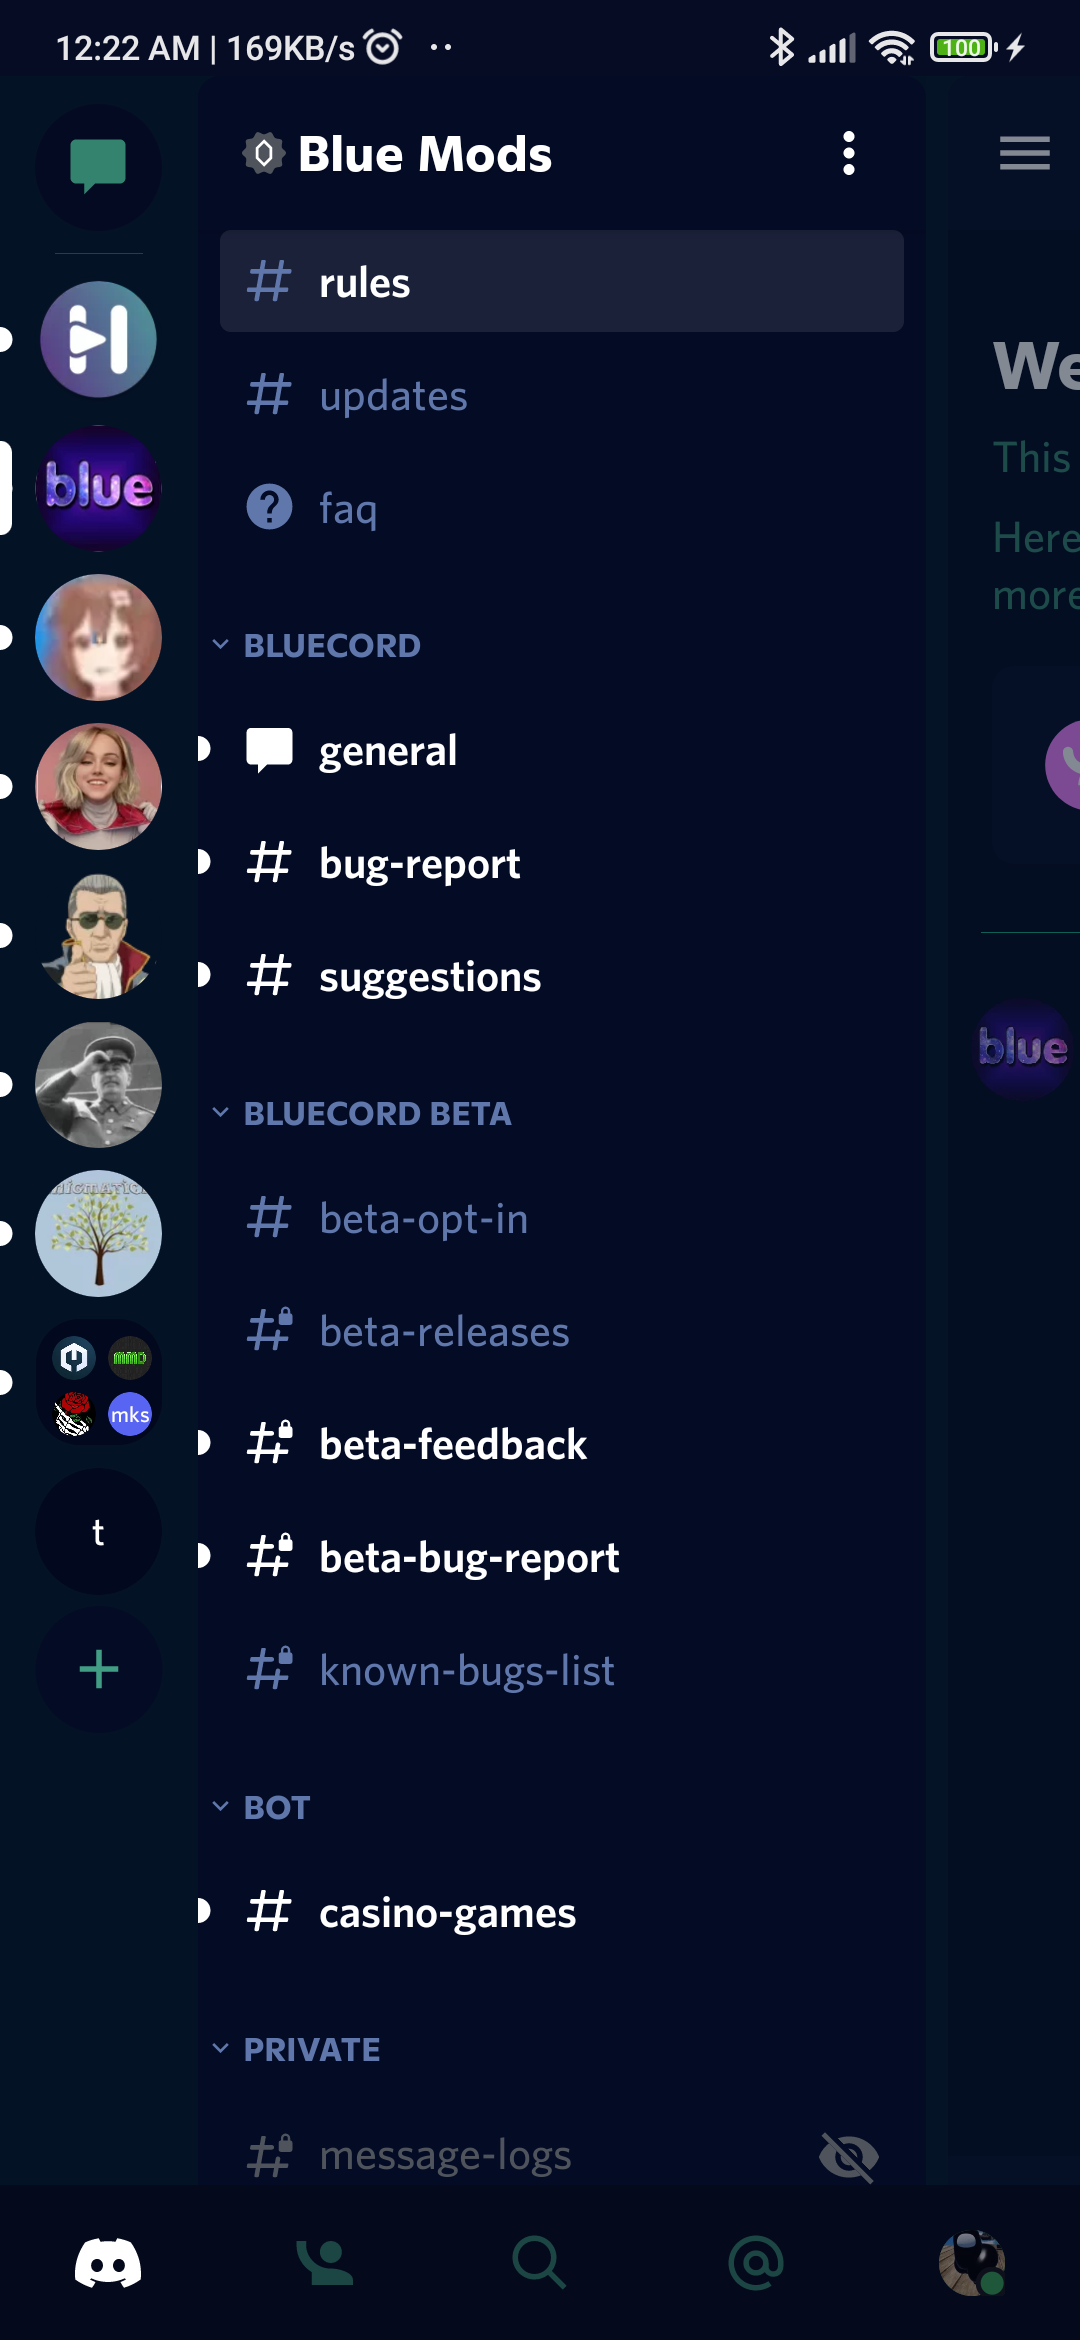 12:22 AM | 169KB/s
100
Blue Mods
rules
updates
faq
BLUECORD
general
bug-report
suggestions
BLUECORD BETA
beta-opt-in
beta-releases
beta-feedback
beta-bug-report
known-bugs-list
BOT
casino-games
PRIVATE
message-logs
blue
mmd
mks
t
We
This
Here
more
blue